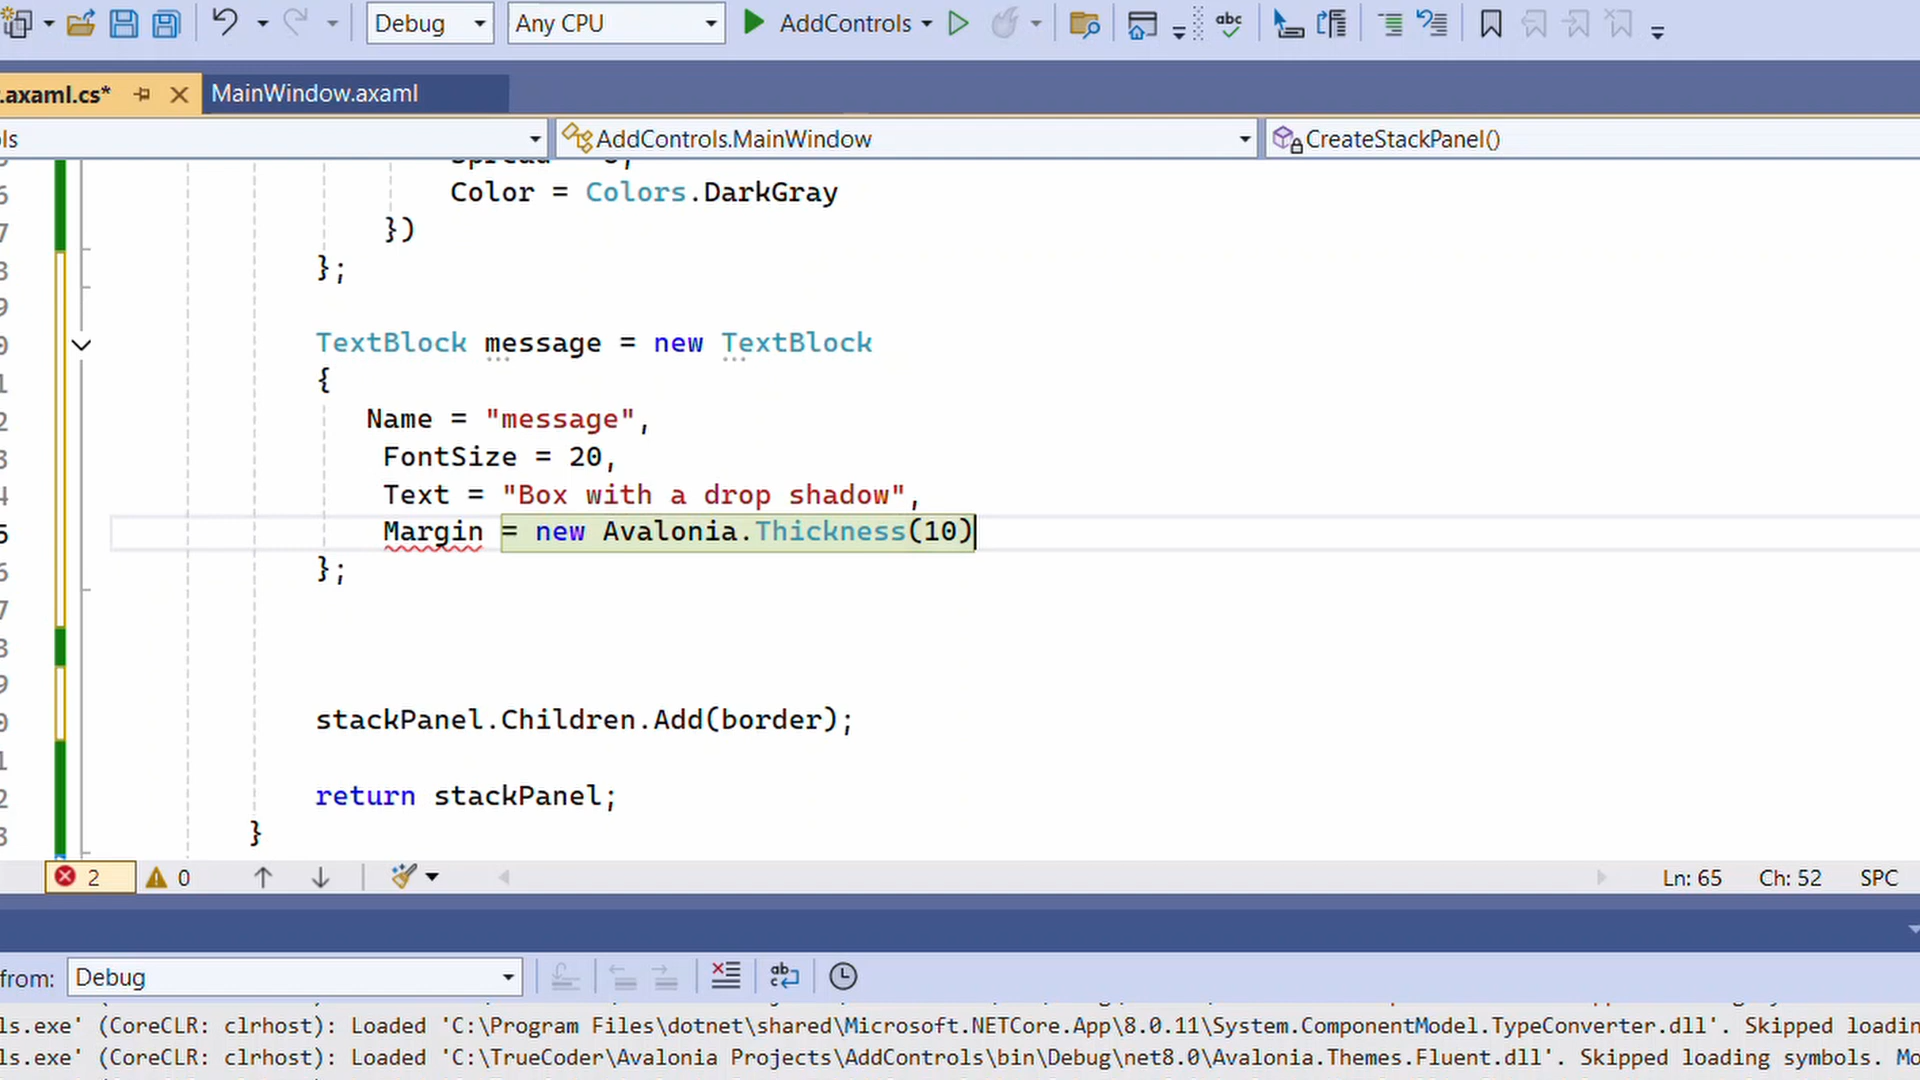 Debug Any CPU AddControls
.axaml.cs* MainWindow.axaml
ls AddControls.MainWindow CreateStackPanel()
Color = Colors.DarkGray
})
};
TextBlock message = new TextBlock
{
Name = "message",
FontSize = 20,
Text = "Box with a drop shadow",
Margin = new Avalonia.Thickness(10)
};
stackPanel.Children.Add(border);
return stackPanel;
}
2 0 Ln: 65 Ch: 52 SPC
from: Debug
ls.exe' (CoreCLR: clrhost): Loaded 'C:\Program Files\dotnet\shared\Microsoft.NETCore.App\8.0.11\System.ComponentModel.TypeConverter.dll'. Skipped loadin
ls.exe' (CoreCLR: clrhost): Loaded 'C:\TrueCoder\Avalonia Projects\AddControls\bin\Debug\net8.0\Avalonia.Themes.Fluent.dll'. Skipped loading symbols. Mo